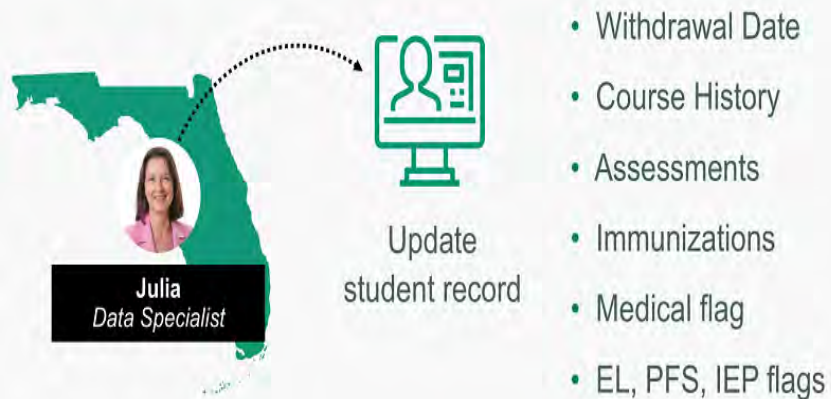 Julia
Data Specialist
Update
student record
• Withdrawal Date
• Course History
• Assessments
• Immunizations
• Medical flag
• EL, PFS, IEP flags